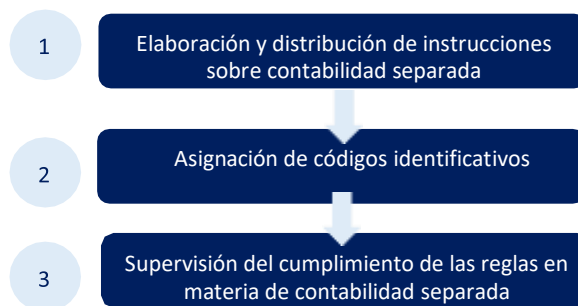 1
Elaboración y distribución de instrucciones
sobre contabilidad separada
2
Asignación de códigos identificativos
3
Supervisión del cumplimiento de las reglas en
materia de contabilidad separada